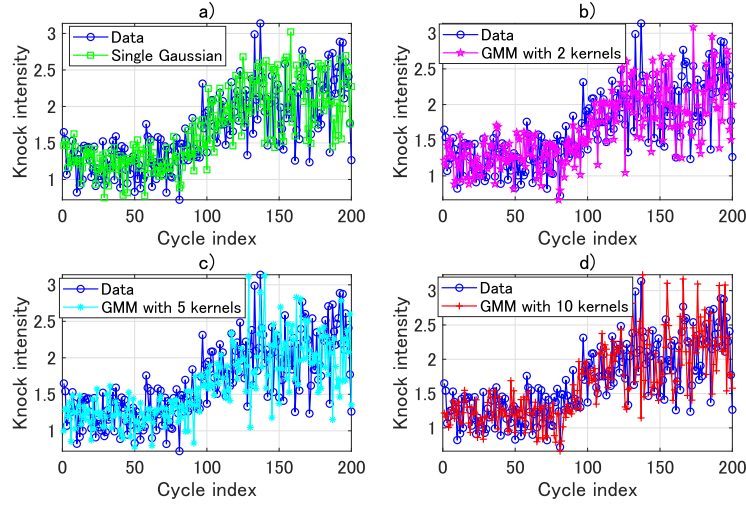 a)
Data
Single Gaussian
Knock intensity
3
2.5
2
1.5
1
0 50 100 150 200
Cycle index
b)
Data
GMM with 2 kernels
Knock intensity
3
2.5
2
1.5
1
0 50 100 150 200
Cycle index
c)
Data
GMM with 5 kernels
Knock intensity
3
2.5
2
1.5
1
0 50 100 150 200
Cycle index
d)
Data
GMM with 10 kernels
Knock intensity
3
2.5
2
1.5
1
0 50 100 150 200
Cycle index